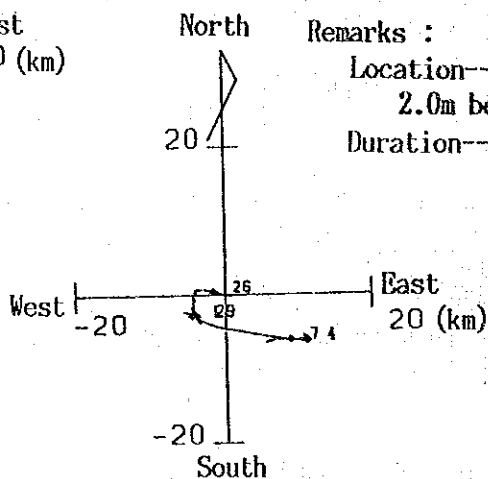 North
Remarks :
(km)
Location--
2.0m
20
Duration--
26
West
-20
29
East
20 (km)
7 4
-20
South